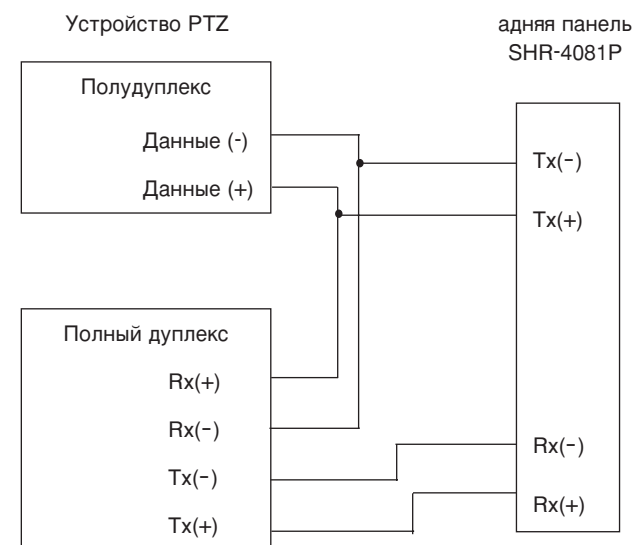 Устройство PTZ
адняя панель
SHR-4081P
Полудуплекс
Данные (-)
Данные (+)
Tx(-)
Tx(+)
Полный дуплекс
Rx(+)
Rx(-)
Tx(-)
Tx(+)
Rx(-)
Rx(+)